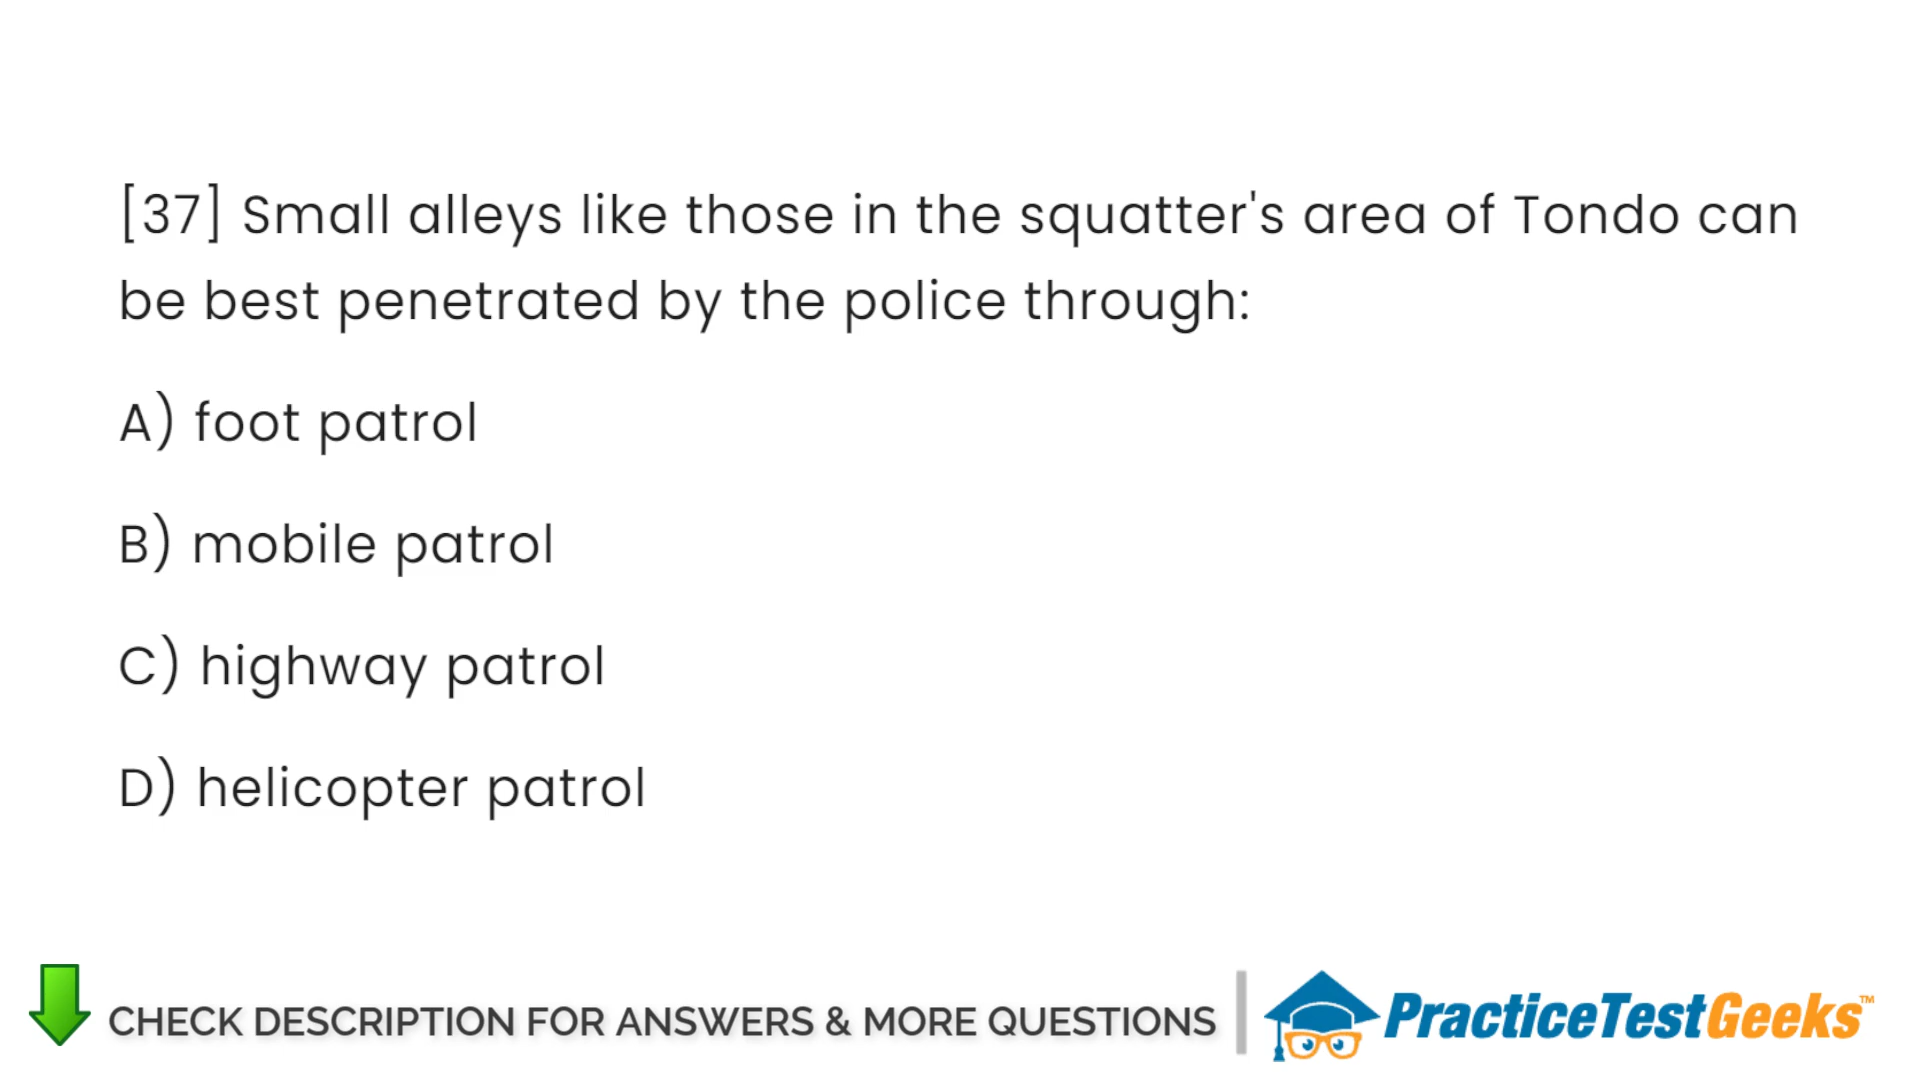 [37] Small alleys like those in the squatter's area of Tondo can
be best penetrated by the police through:
A) foot patrol
B) mobile patrol
C) highway patrol
D) helicopter patrol
CHECK DESCRIPTION FOR ANSWERS & MORE QUESTIONS
PracticeTestGeeks™